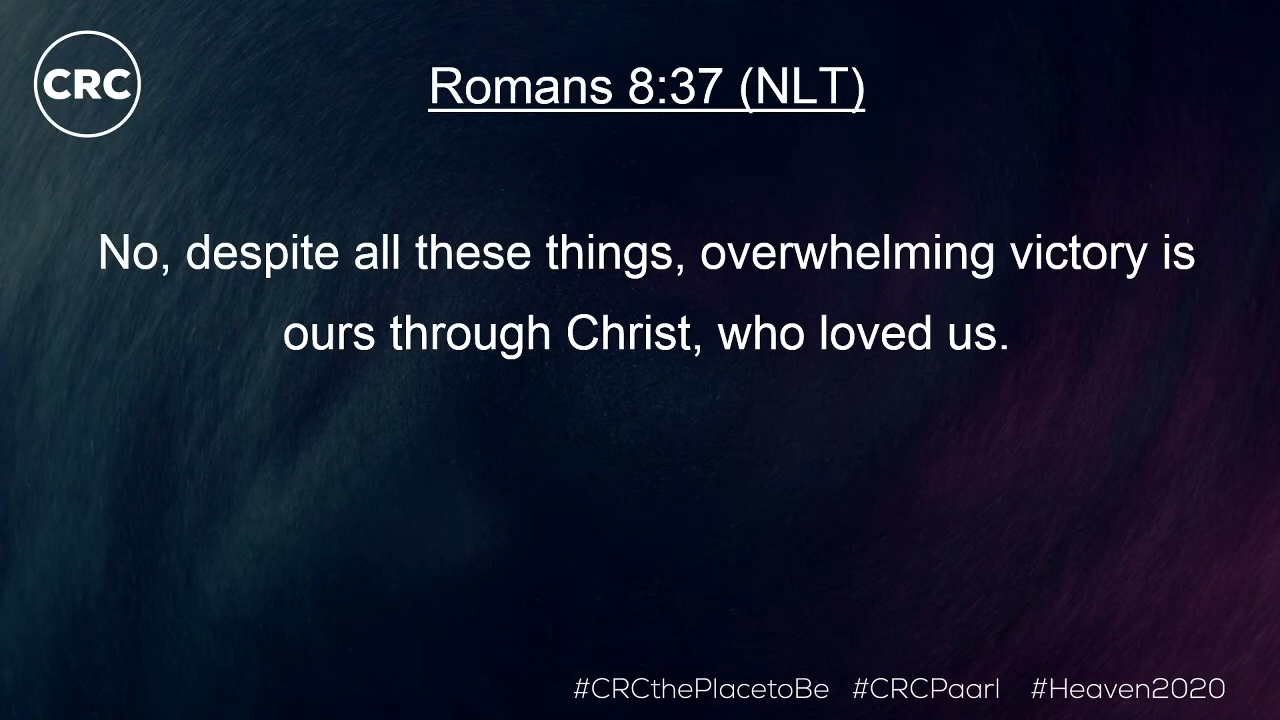 CRC
Romans 8:37 (NLT)
No, despite all these things, overwhelming victory is
ours through Christ, who loved us.
#CRCthePlacetoBe #CRCPaarl #Heaven2020